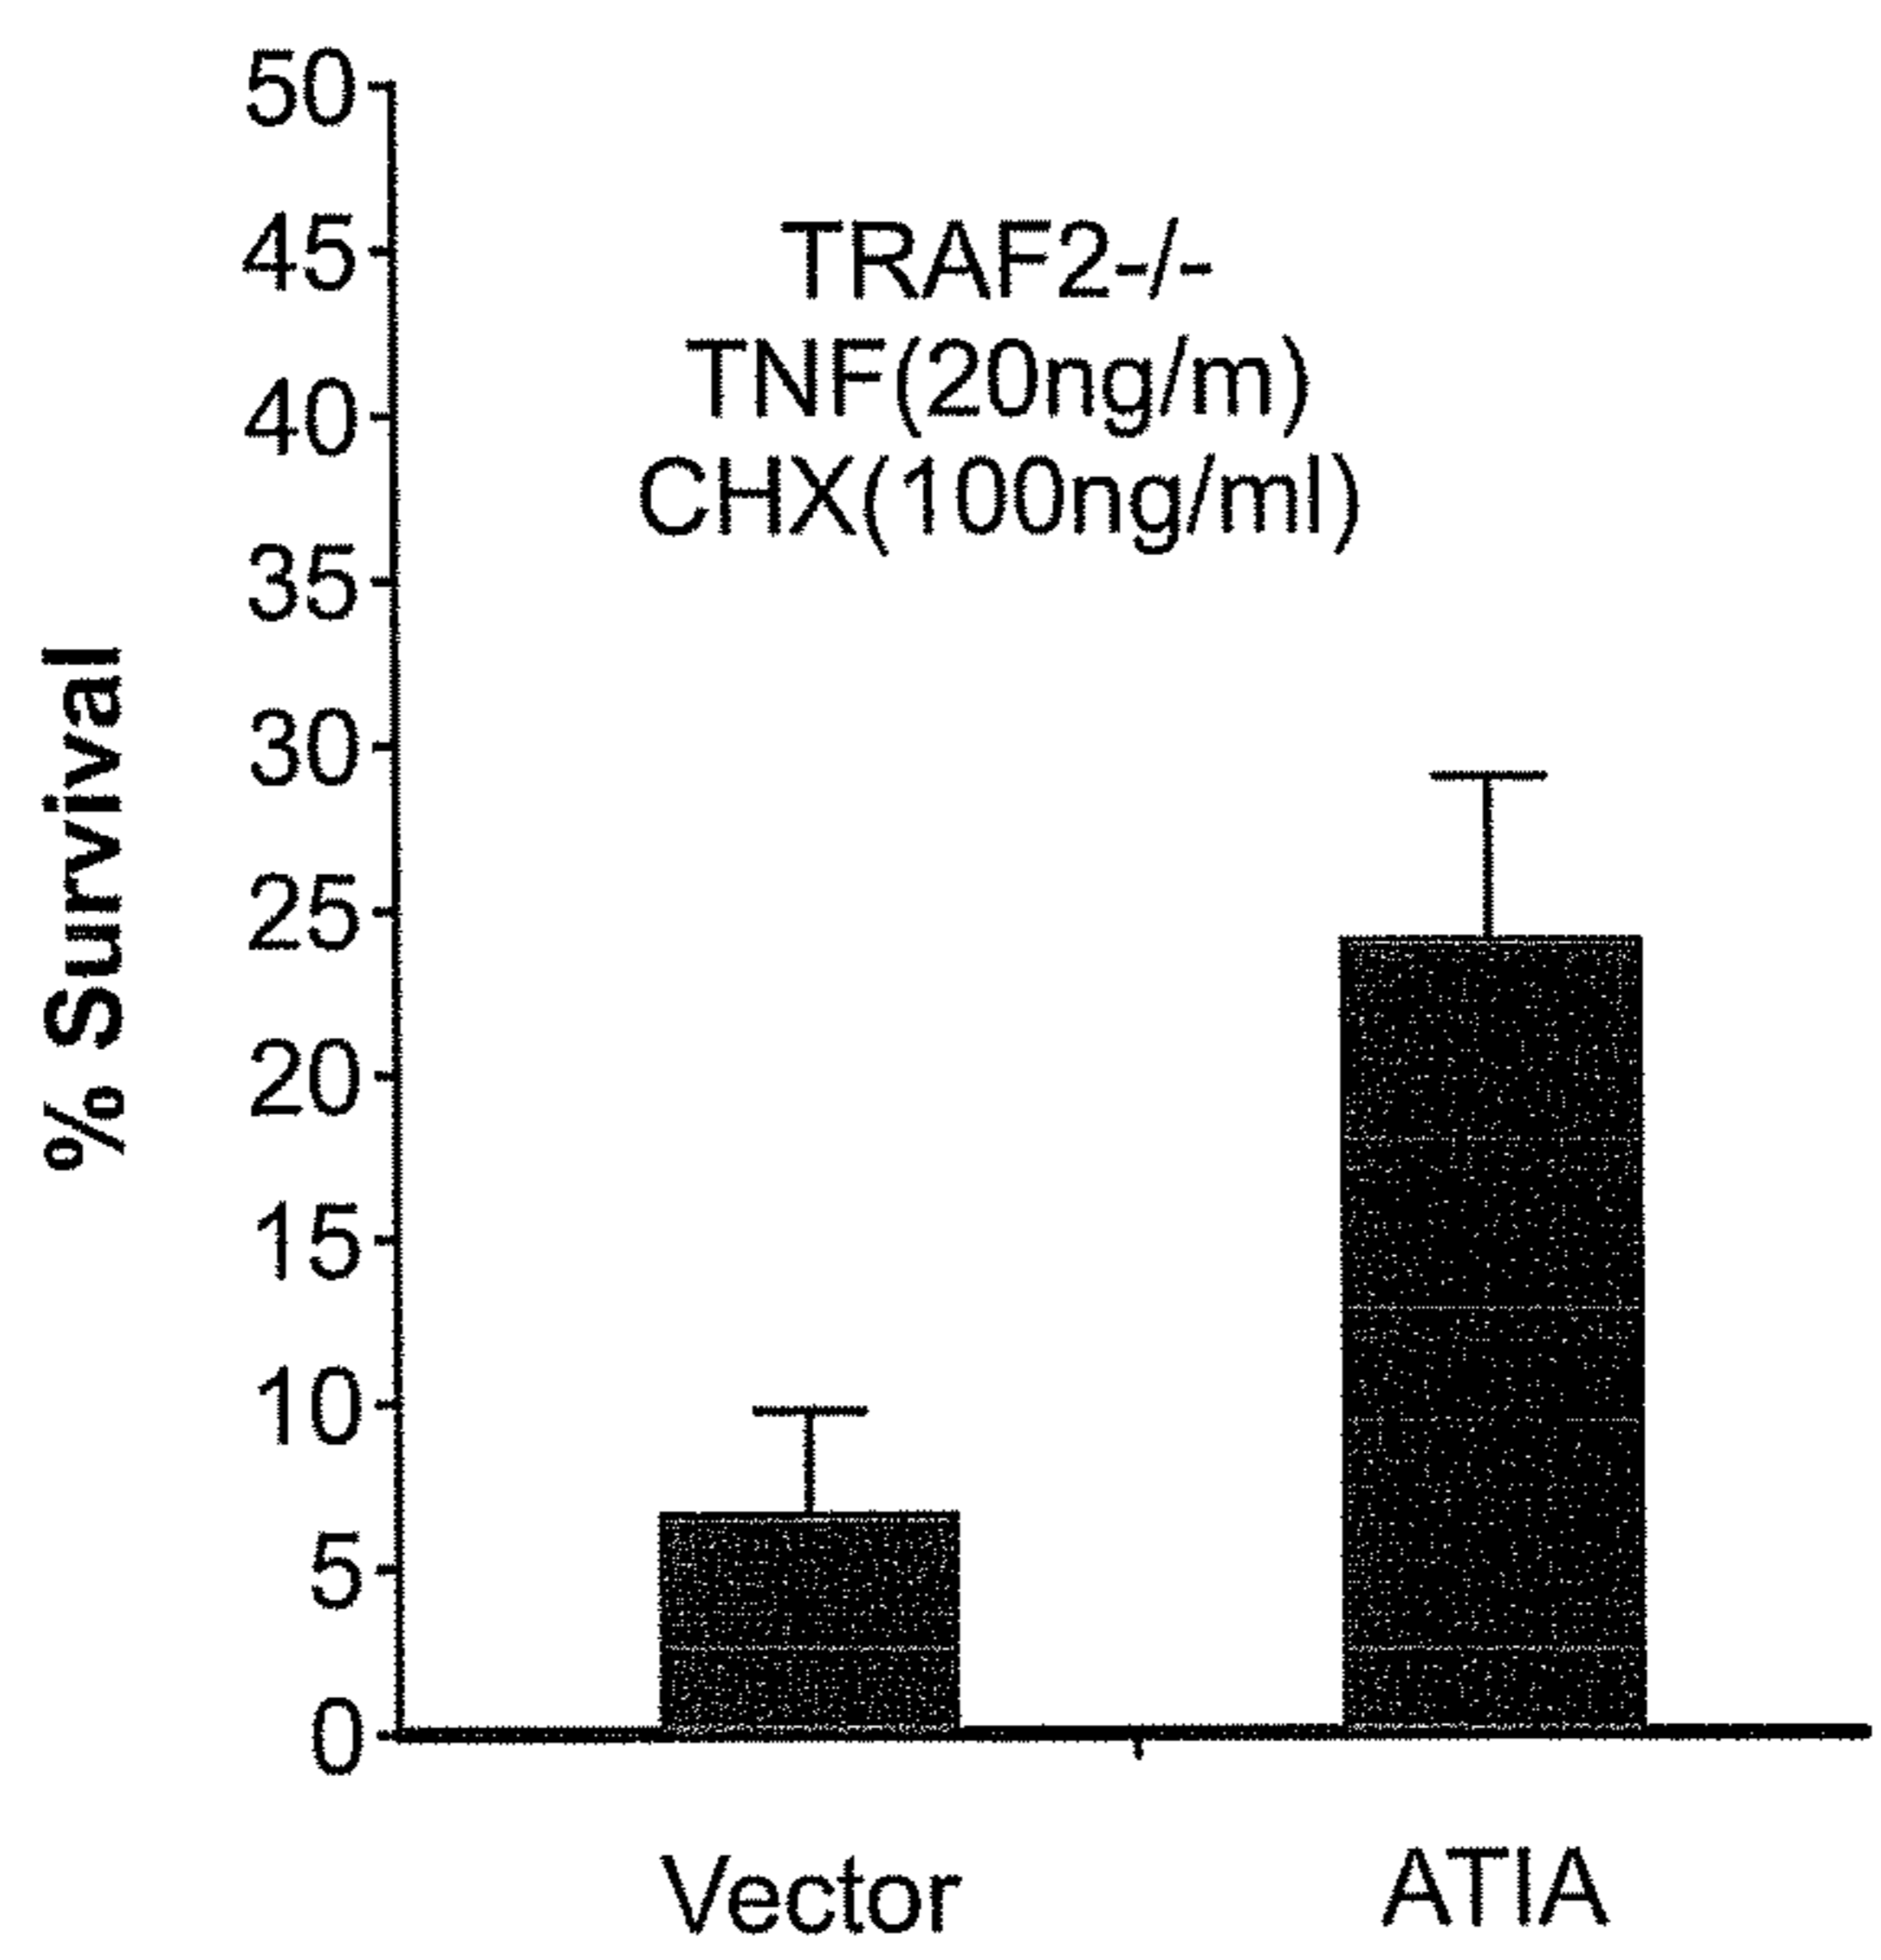 50
45
40
35
30
25
20
15
10
5
0
% Survival
TRAF2-/-
TNF(20ng/m)
CHX(100ng/ml)
Vector
ATIA